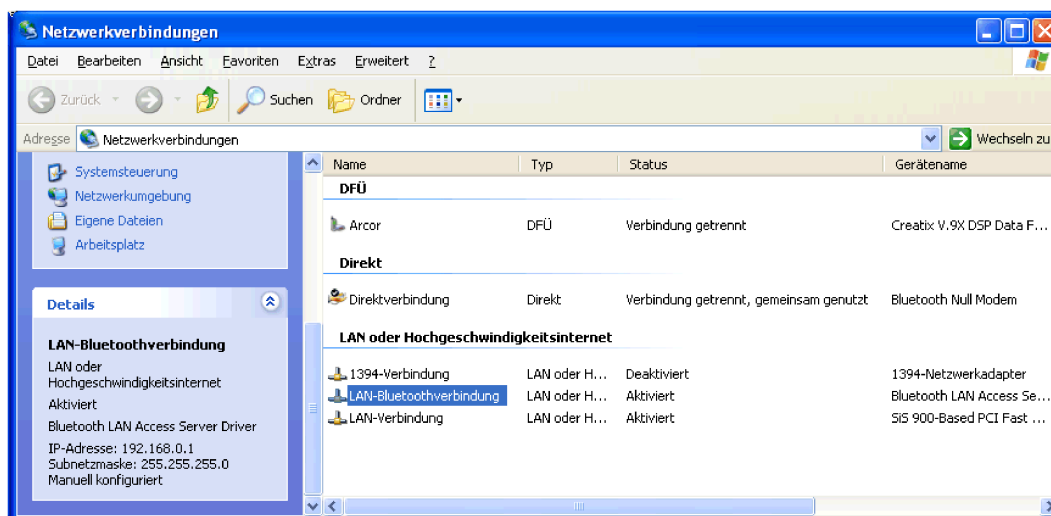 Netzwerkverbindungen
Datei Bearbeiten Ansicht Favoriten Extras Erweitert ?
Zurück Suchen Ordner
Adresse Netzwerkverbindungen Wechseln zu
Systemsteuerung
Netzwerkumgebung
Eigene Dateien
Arbeitsplatz
Details
LAN-Bluetoothverbindung
LAN oder
Hochgeschwindigkeitsinternet
Aktiviert
Bluetooth LAN Access Server Driver
IP-Adresse: 192.168.0.1
Subnetzmaske: 255.255.255.0
Manuell konfiguriert
Name Typ Status Gerätename
DFÜ
Arcor DFÜ Verbindung getrennt Creatix V.9X DSP Data F...
Direkt
Direktverbindung Direkt Verbindung getrennt, gemeinsam genutzt Bluetooth Null Modem
LAN oder Hochgeschwindigkeitsinternet
1394-Verbindung LAN oder H... Deaktiviert 1394-Netzwerkadapter
LAN-Bluetoothverbindung LAN oder H... Aktiviert Bluetooth LAN Access Se...
LAN-Verbindung LAN oder H... Aktiviert SiS 900-Based PCI Fast ...